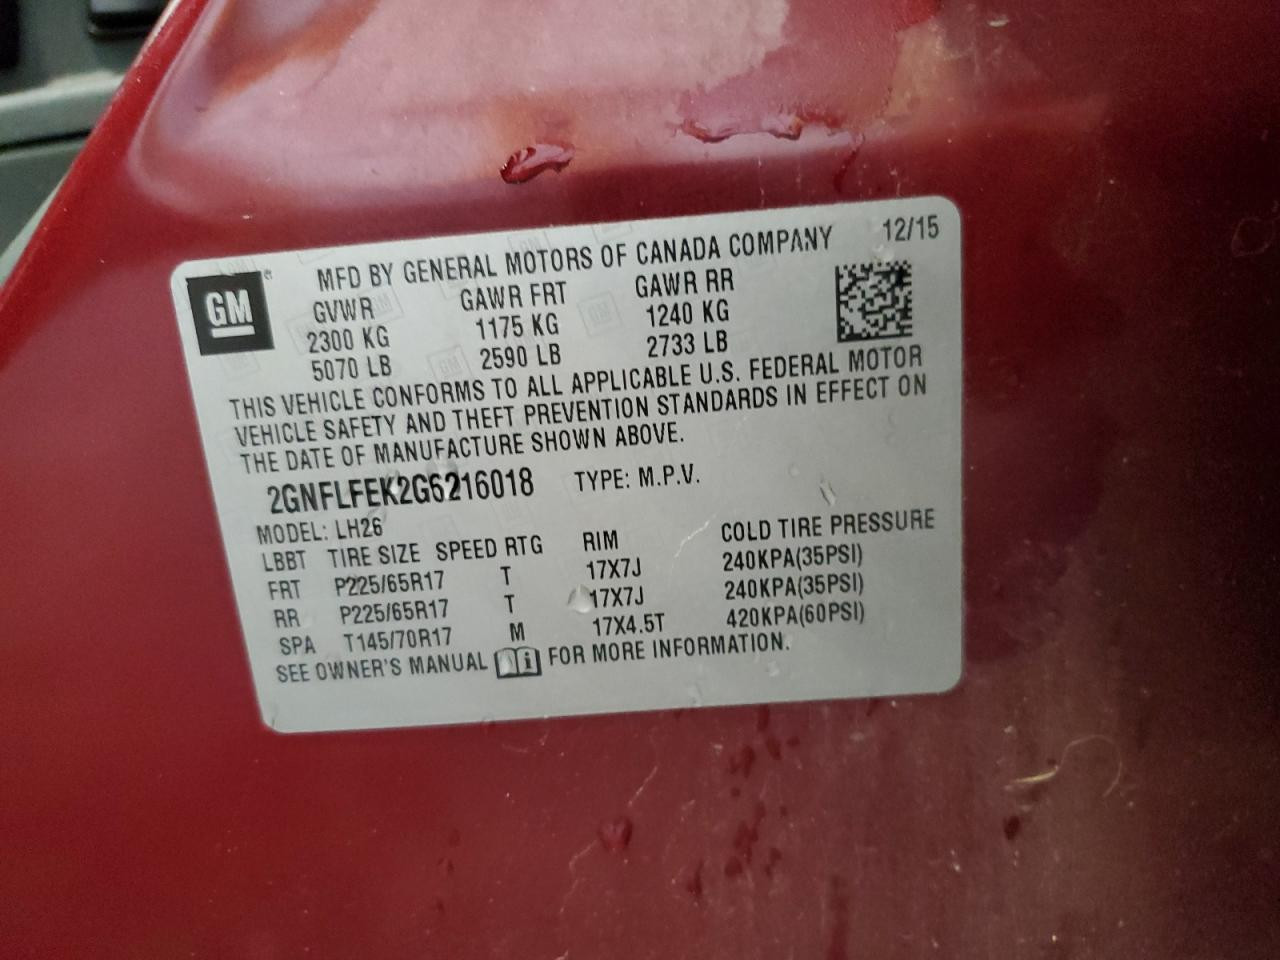 12/15
MFD BY GENERAL MOTORS OF CANADA COMPANY
GM
GVWR GAWR FRT GAWR RR
2300 KG 1175 KG 1240 KG
5070 LB 2590 LB 2733 LB
THIS VEHICLE CONFORMS TO ALL APPLICABLE U.S. FEDERAL MOTOR
VEHICLE SAFETY AND THEFT PREVENTION STANDARDS IN EFFECT ON
THE DATE OF MANUFACTURE SHOWN ABOVE.
2GNFLFEK2G6216018 TYPE: M.P.V.
MODEL: LH26
LBBT TIRE SIZE SPEED RTG RIM COLD TIRE PRESSURE
FRT P225/65R17 T 17X7J 240KPA(35PSI)
RR P225/65R17 T 17X7J 240KPA(35PSI)
SPA T145/70R17 M 17X4.5T 420KPA(60PSI)
SEE OWNER'S MANUAL FOR MORE INFORMATION.